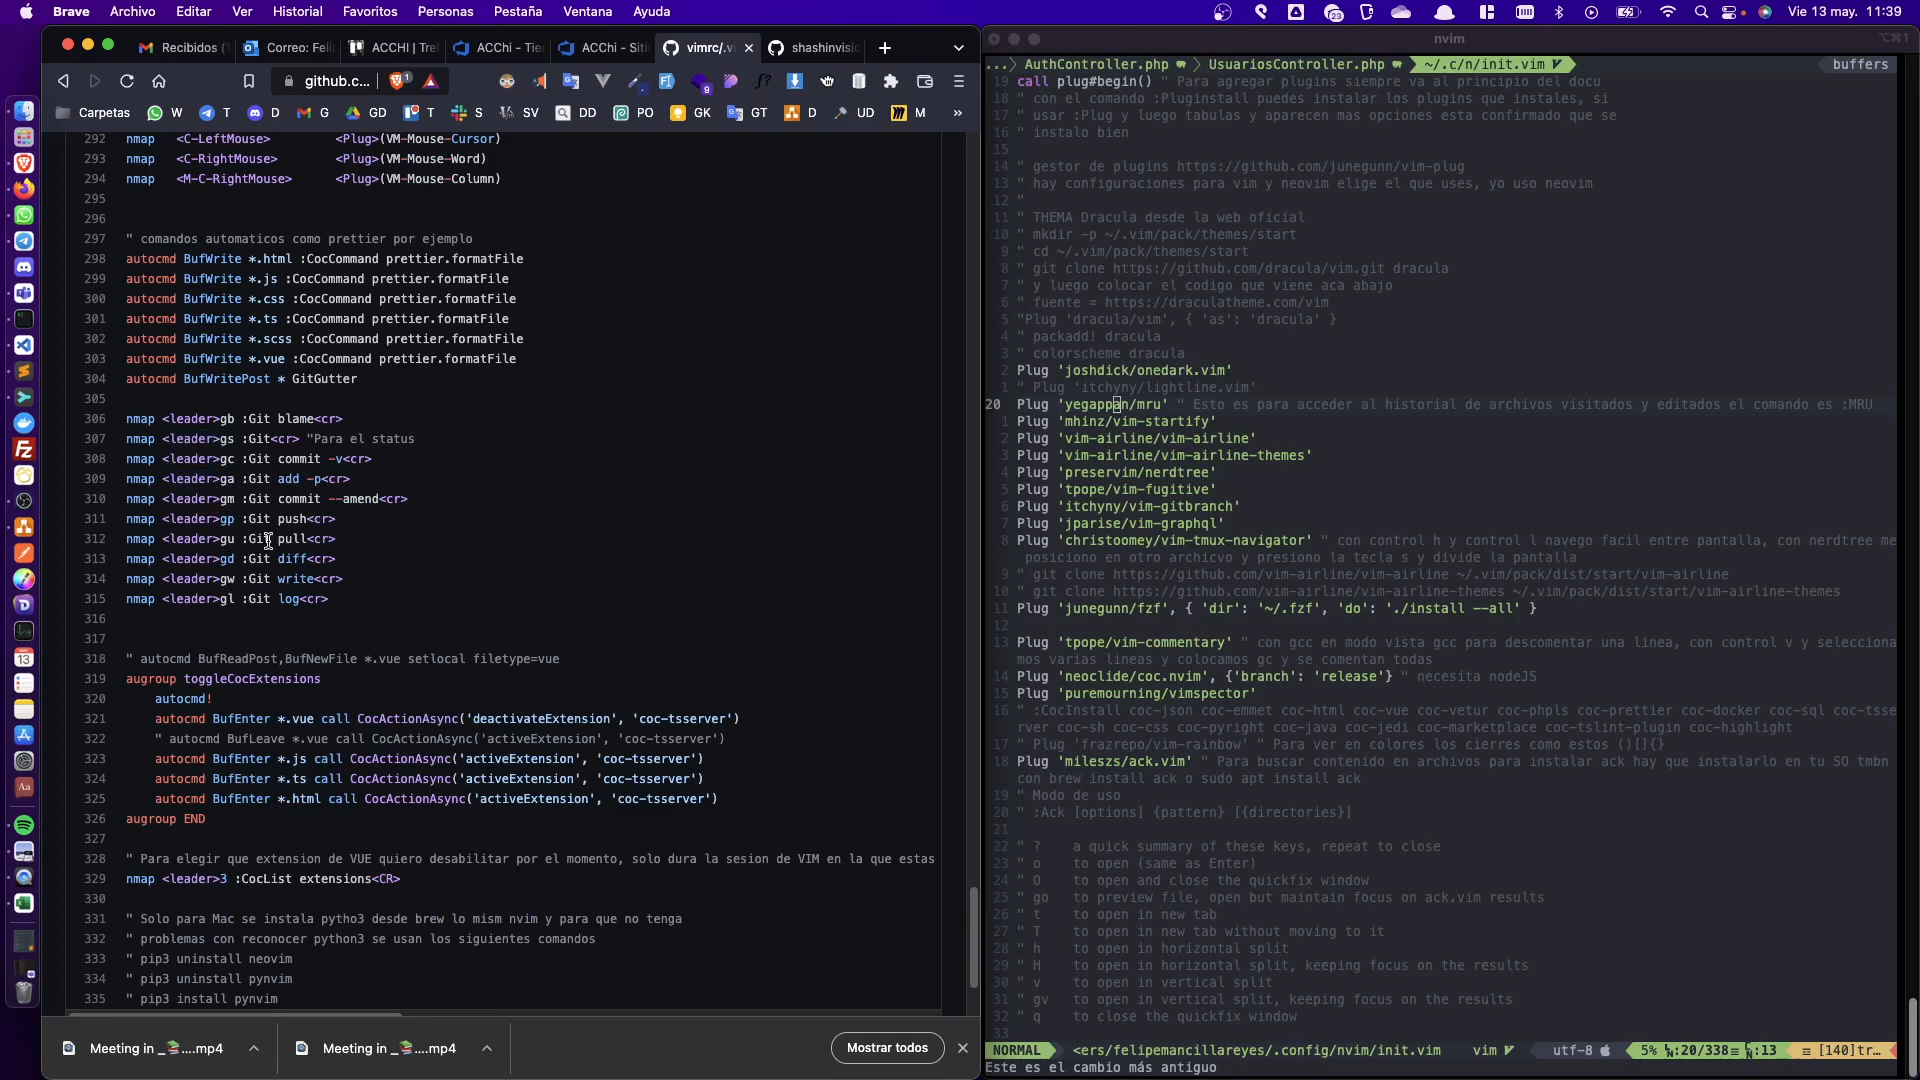 Brave Archivo Editar Ver Historial Favoritos Personas Pestaña Ventana Ayuda
23
Vie 13 may. 11:39
Recibidos (1
Correo: Feli
ACCHI | Trel
ACChi - Tier
ACChi - Siti
vimrc/.vi
shashinvisio
github.c...
1
9
Carpetas W T D G GD T S SV DD PO GK GT D UD M »
292 nmap <C-LeftMouse> <Plug>(VM-Mouse-Cursor)
293 nmap <C-RightMouse> <Plug>(VM-Mouse-Word)
294 nmap <M-C-RightMouse> <Plug>(VM-Mouse-Column)
295
296
297 " comandos automaticos como prettier por ejemplo
298 autocmd BufWrite *.html :CocCommand prettier.formatFile
299 autocmd BufWrite *.js :CocCommand prettier.formatFile
300 autocmd BufWrite *.css :CocCommand prettier.formatFile
301 autocmd BufWrite *.ts :CocCommand prettier.formatFile
302 autocmd BufWrite *.scss :CocCommand prettier.formatFile
303 autocmd BufWrite *.vue :CocCommand prettier.formatFile
304 autocmd BufWritePost * GitGutter
305
306 nmap <leader>gb :Git blame<cr>
307 nmap <leader>gs :Git<cr> "Para el status
308 nmap <leader>gc :Git commit -v<cr>
309 nmap <leader>ga :Git add -p<cr>
310 nmap <leader>gm :Git commit --amend<cr>
311 nmap <leader>gp :Git push<cr>
312 nmap <leader>gu :Git pull<cr>
313 nmap <leader>gd :Git diff<cr>
314 nmap <leader>gw :Git write<cr>
315 nmap <leader>gl :Git log<cr>
316
317
318 " autocmd BufReadPost,BufNewFile *.vue setlocal filetype=vue
319 augroup toggleCocExtensions
320 autocmd!
321 autocmd BufEnter *.vue call CocActionAsync('deactivateExtension', 'coc-tsserver')
322 " autocmd BufLeave *.vue call CocActionAsync('activeExtension', 'coc-tsserver')
323 autocmd BufEnter *.js call CocActionAsync('activeExtension', 'coc-tsserver')
324 autocmd BufEnter *.ts call CocActionAsync('activeExtension', 'coc-tsserver')
325 autocmd BufEnter *.html call CocActionAsync('activeExtension', 'coc-tsserver')
326 augroup END
327
328 " Para elegir que extension de VUE quiero desabilitar por el momento, solo dura la sesion de VIM en la que estas
329 nmap <leader>3 :CocList extensions<CR>
330
331 " Solo para Mac se instala pytho3 desde brew lo mism nvim y para que no tenga
332 " problemas con reconocer python3 se usan los siguientes comandos
333 " pip3 uninstall neovim
334 " pip3 uninstall pynvim
335 " pip3 install pynvim
Meeting in _....mp4
Meeting in _....mp4
Mostrar todos
nvim
⌥⌘1
...> AuthController.php > UsuariosController.php > ~/.c/n/init.vim
buffers
19 call plug#begin() " Para agregar plugins siempre va al principio del docu
18 " con el comando :Pluginstall puedes instalar los plugins que instales, si
17 " usar :Plug y luego tabulas y aparecen mas opciones esta confirmado que se
16 " instalo bien
15
14 " gestor de plugins https://github.com/junegunn/vim-plug
13 " hay configuraciones para vim y neovim elige el que uses, yo uso neovim
12 "
11 " THEMA Dracula desde la web oficial
10 " mkdir -p ~/.vim/pack/themes/start
9 " cd ~/.vim/pack/themes/start
8 " git clone https://github.com/dracula/vim.git dracula
7 " y luego colocar el codigo que viene aca abajo
6 " fuente = https://draculatheme.com/vim
5 "Plug 'dracula/vim', { 'as': 'dracula' }
4 " packadd! dracula
3 " colorscheme dracula
2 Plug 'joshdick/onedark.vim'
1 " Plug 'itchyny/lightline.vim'
20 Plug 'yegappan/mru' " Esto es para acceder al historial de archivos visitados y editados el comando es :MRU
1 Plug 'mhinz/vim-startify'
2 Plug 'vim-airline/vim-airline'
3 Plug 'vim-airline/vim-airline-themes'
4 Plug 'preservim/nerdtree'
5 Plug 'tpope/vim-fugitive'
6 Plug 'itchyny/vim-gitbranch'
7 Plug 'jparise/vim-graphql'
8 Plug 'christoomey/vim-tmux-navigator' " con control h y control l navego facil entre pantalla, con nerdtree me
posiciono en otro archicvo y presiono la tecla s y divide la pantalla
9 " git clone https://github.com/vim-airline/vim-airline ~/.vim/pack/dist/start/vim-airline
10 " git clone https://github.com/vim-airline/vim-airline-themes ~/.vim/pack/dist/start/vim-airline-themes
11 Plug 'junegunn/fzf', { 'dir': '~/.fzf', 'do': './install --all' }
12
13 Plug 'tpope/vim-commentary' " con gcc en modo vista gcc para descomentar una linea, con control v y selecciona
mos varias lineas y colocamos gc y se comentan todas
14 Plug 'neoclide/coc.nvim', {'branch': 'release'} " necesita nodeJS
15 Plug 'puremourning/vimspector'
16 " :CocInstall coc-json coc-emmet coc-html coc-vue coc-vetur coc-phpls coc-prettier coc-docker coc-sql coc-tsse
rver coc-sh coc-css coc-pyright coc-java coc-jedi coc-marketplace coc-tslint-plugin coc-highlight
17 " Plug 'frazrepo/vim-rainbow' " Para ver en colores los cierres como estos ()[]{}
18 Plug 'mileszs/ack.vim' " Para buscar contenido en archivos para instalar ack hay que instalarlo en tu SO tmbn
con brew install ack o sudo apt install ack
19 " Modo de uso
20 " :Ack [options] {pattern} [{directories}]
21
22 " ? a quick summary of these keys, repeat to close
23 " o to open (same as Enter)
24 " O to open and close the quickfix window
25 " go to preview file, open but maintain focus on ack.vim results
26 " t to open in new tab
27 " T to open in new tab without moving to it
28 " h to open in horizontal split
29 " H to open in horizontal split, keeping focus on the results
30 " v to open in vertical split
31 " gv to open in vertical split, keeping focus on the results
32 " q to close the quickfix window
33
NORMAL <ers/felipemancillareyes/.config/nvim/init.vim vim utf-8 5% :20/338 :13 [140]tr…
Este es el cambio más antiguo